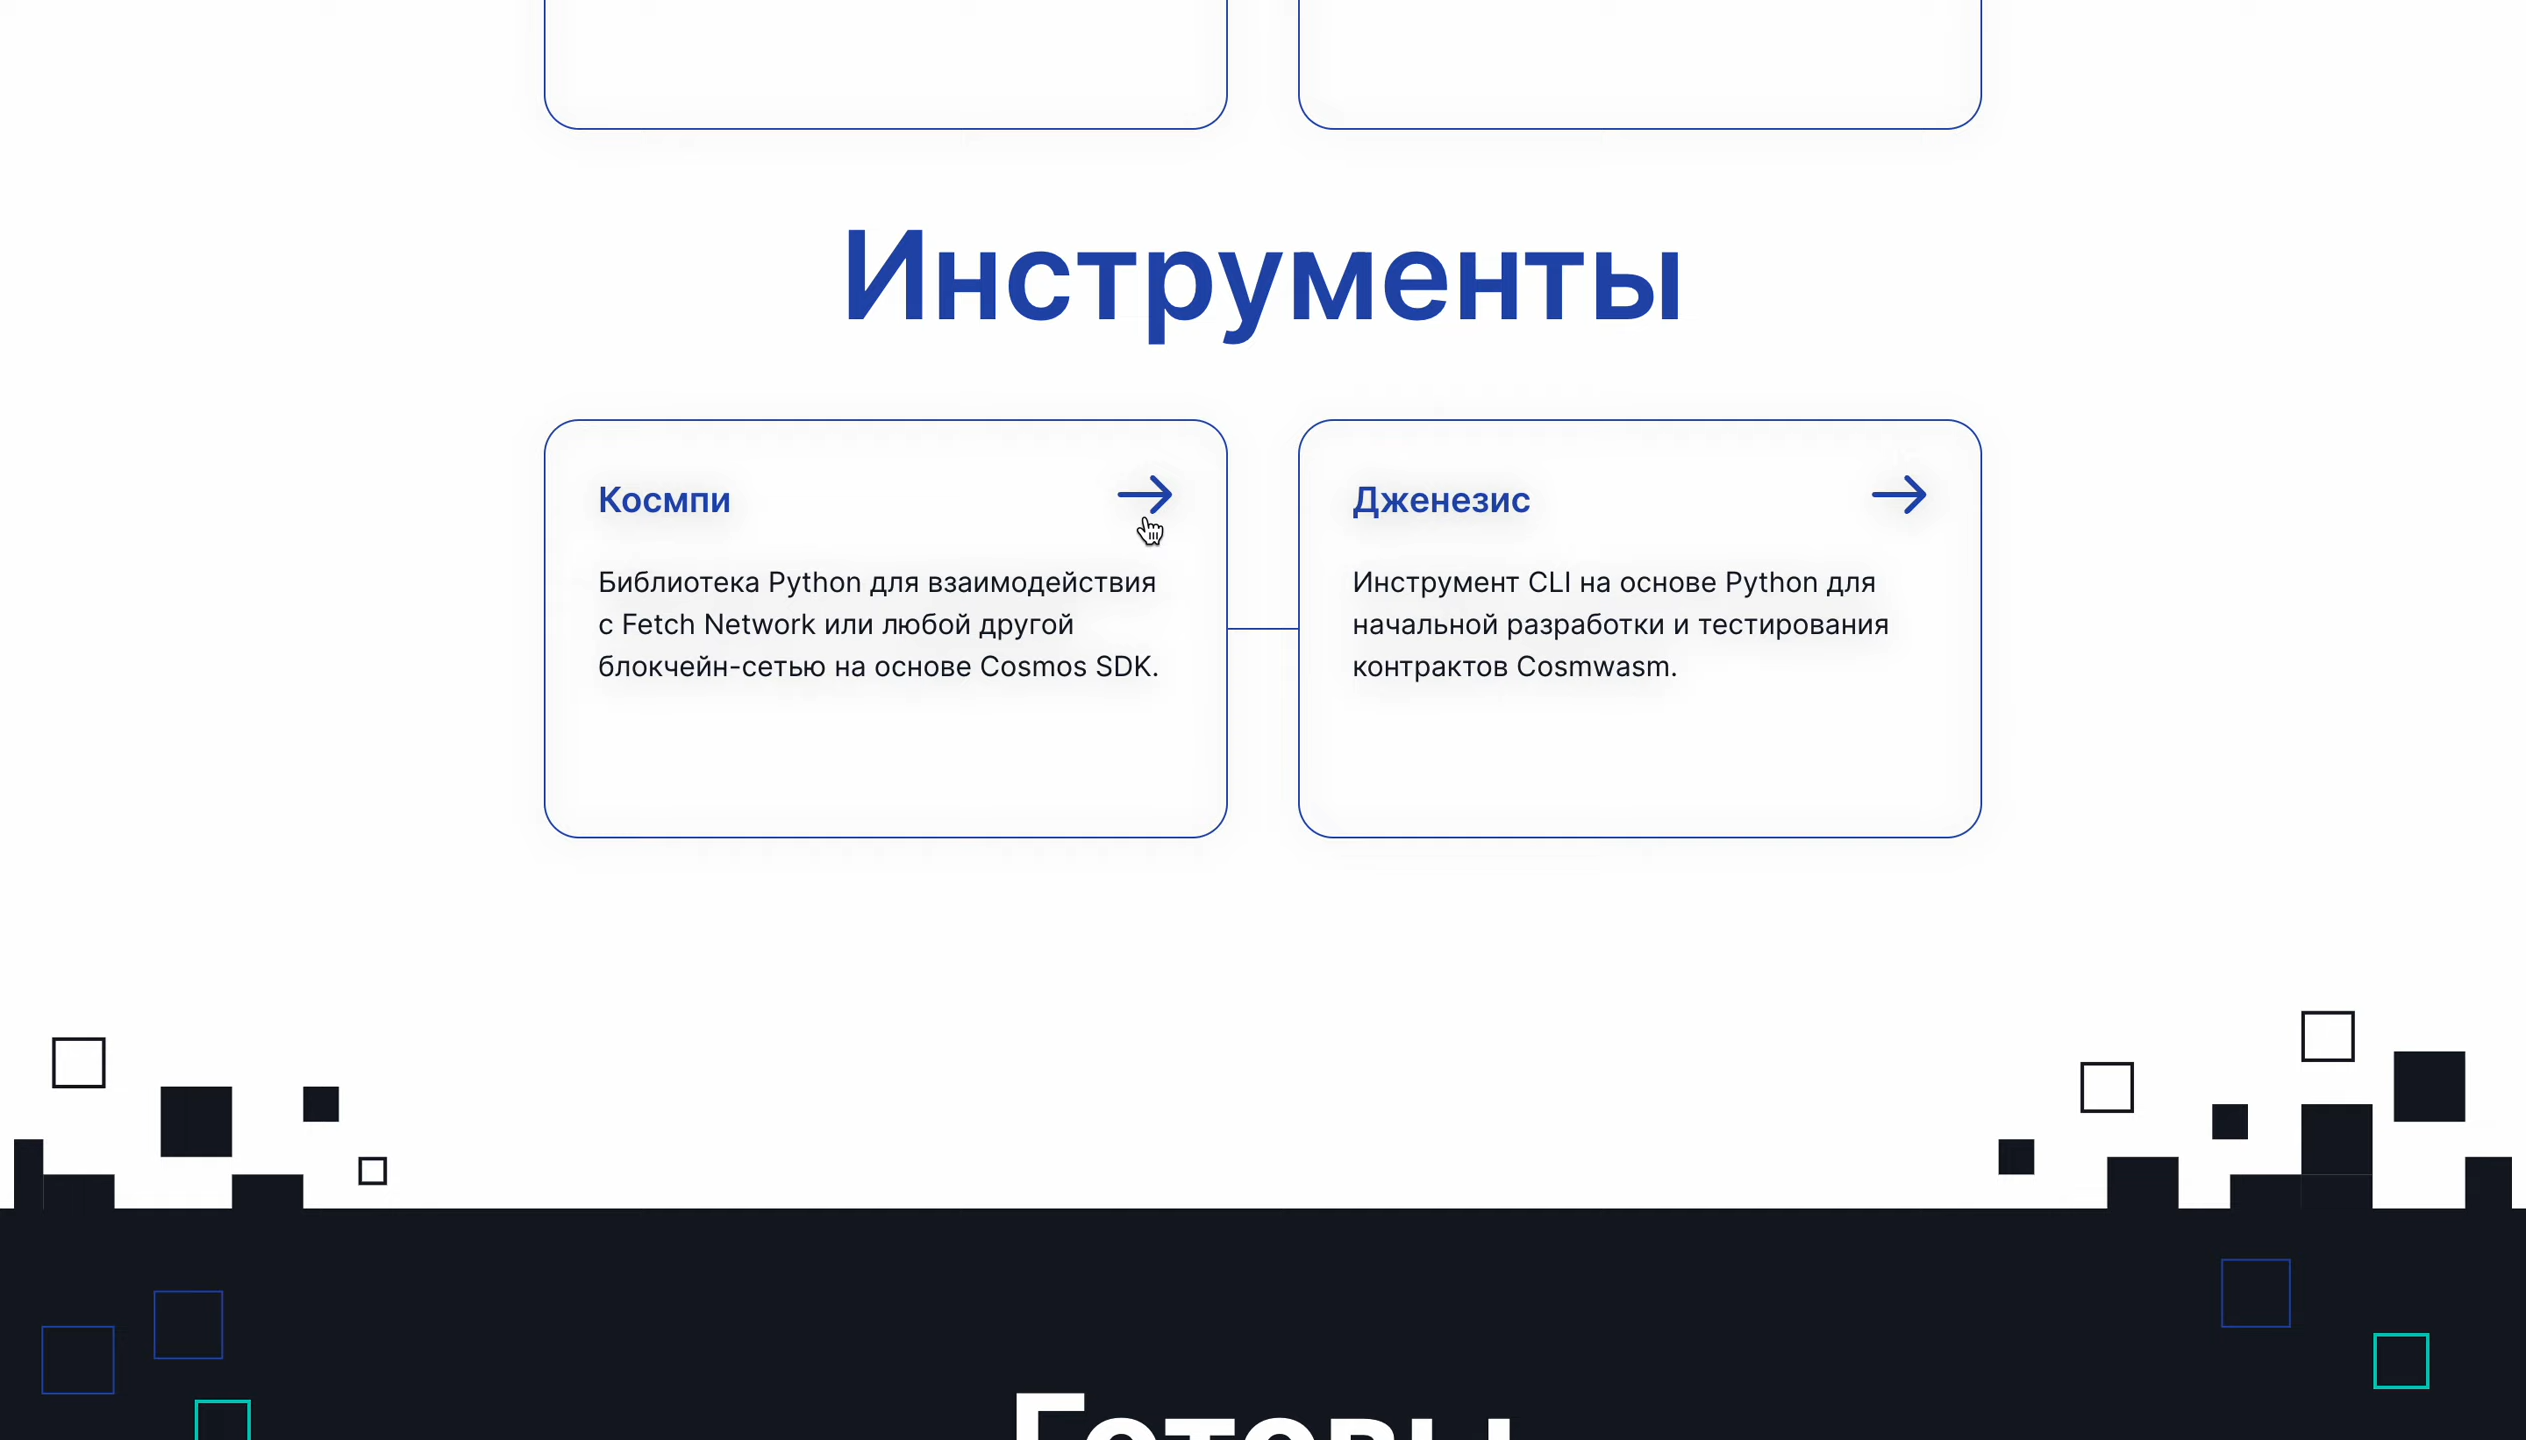 Инструменты
Космпи
Библиотека Python для взаимодействия
с Fetch Network или любой другой
блокчейн-сетью на основе Cosmos SDK.
Дженезис
Инструмент CLI на основе Python для
начальной разработки и тестирования
контрактов Cosmwasm.
Готовы